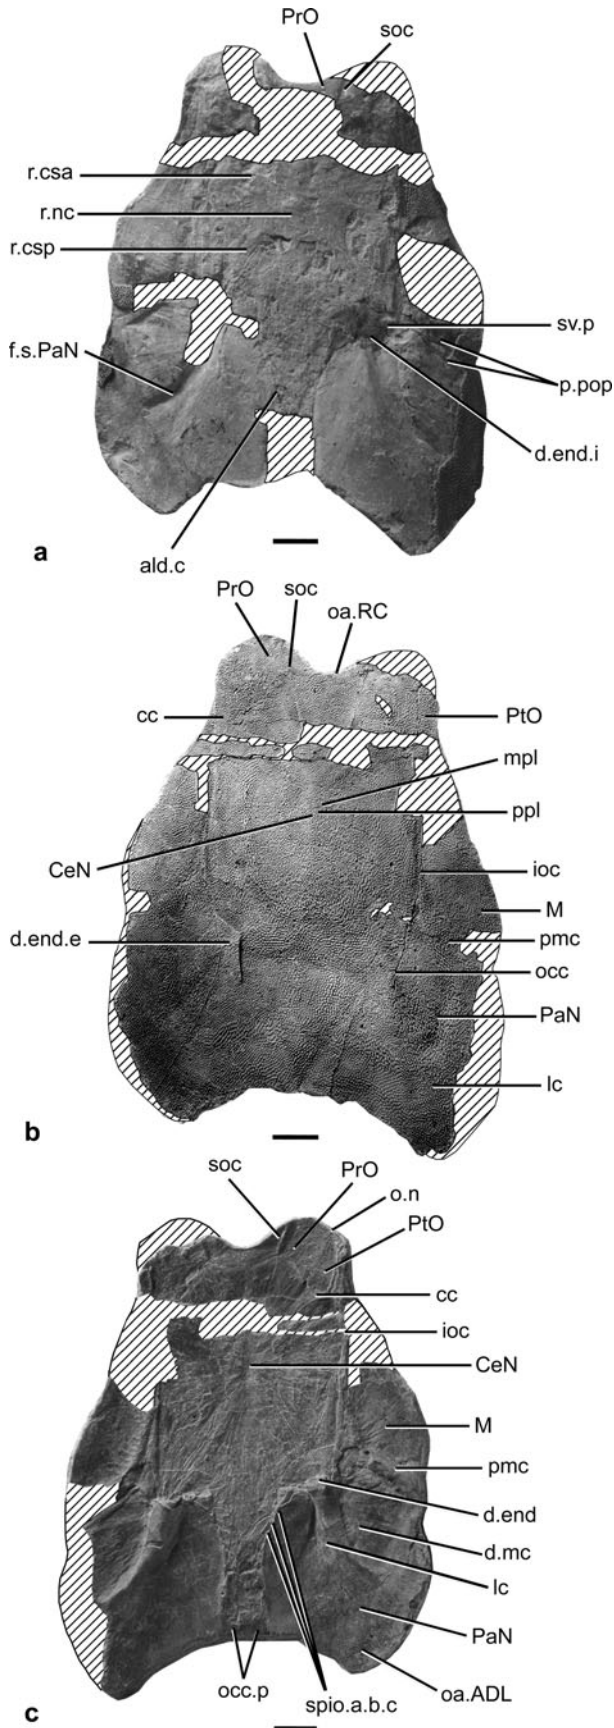 PrO
soc
r.csa
r.nc
r.csp
sv.p
f.s.PaN
p.pop
d.end.i
a
ald.c
PrO
soc
oa.RC
cc
PtO
mpl
ppl
CeN
ioc
M
d.end.e
pmc
occ
PaN
lc
b
soc
PrO
o.n
PtO
cc
ioc
CeN
M
pmc
d.end
d.mc
lc
PaN
occ.p
spio.a.b.c
oa.ADL
c